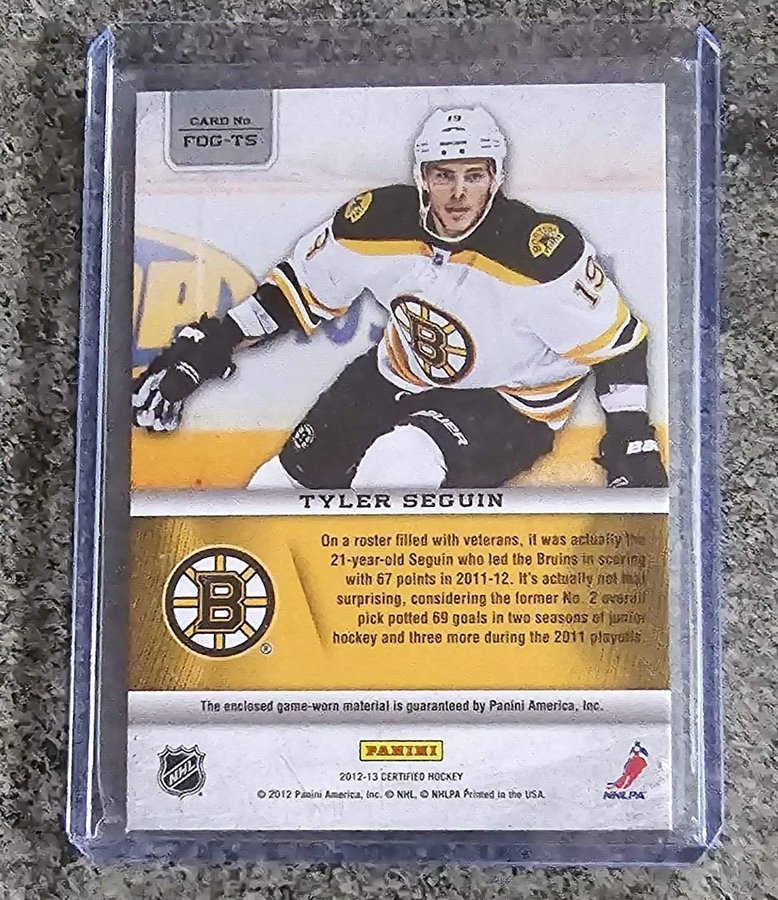 CARD No.
FOG-TS
19
19
19
B
BAUER
TYLER SEGUIN
On a roster filled with veterans, it was actually the
21-year-old Seguin who led the Bruins in scoring
with 67 points in 2011-12. It's actually not that
surprising, considering the former No. 2 overall
pick potted 69 goals in two seasons of junior
hockey and three more during the 2011 playoffs.
B
®
The enclosed game-worn material is guaranteed by Panini America, Inc.
PANINI
NHL
2012-13 CERTIFIED HOCKEY
NHLPA
© 2012 Panini America, Inc. © NHL, © NHLPA Printed in the USA.